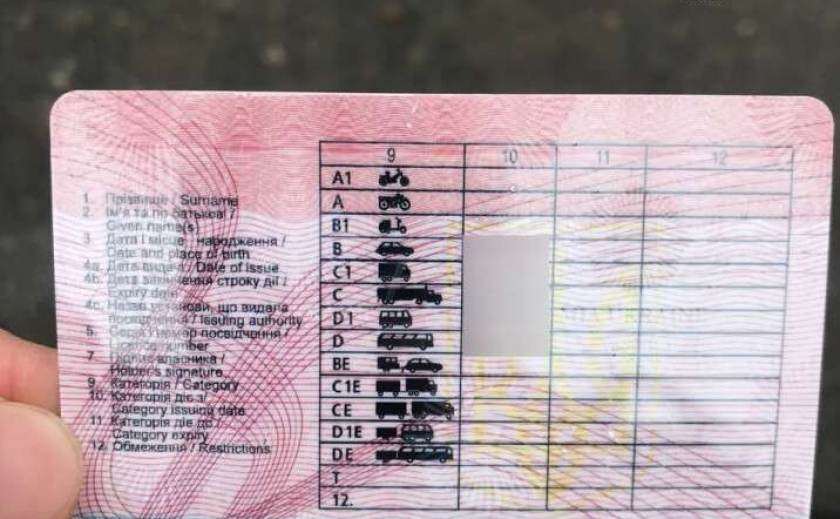 1. Прізвище / Surname
2. Ім'я та по батькові /
Given name(s)
3. Дата і місце народження /
Date and place of birth
4a. Дата видачі / Date of issue
4b. Дата закінчення строку дії /
Expiry date
4c. Назва установи, що видала
посвідчення / Issuing authority
5. Серія і номер посвідчення /
Licence number
7. Підпис власника /
Holder's signature
9. Категорія / Category
10. Категорія діє з/
Category issuing date
11. Категорія діє до /
Category expiry
12. Обмеження / Restrictions
9 10 11 12
A1
A
B1
B
C1
C
D1
D
BE
C1E
CE
D1E
DE
T
12.